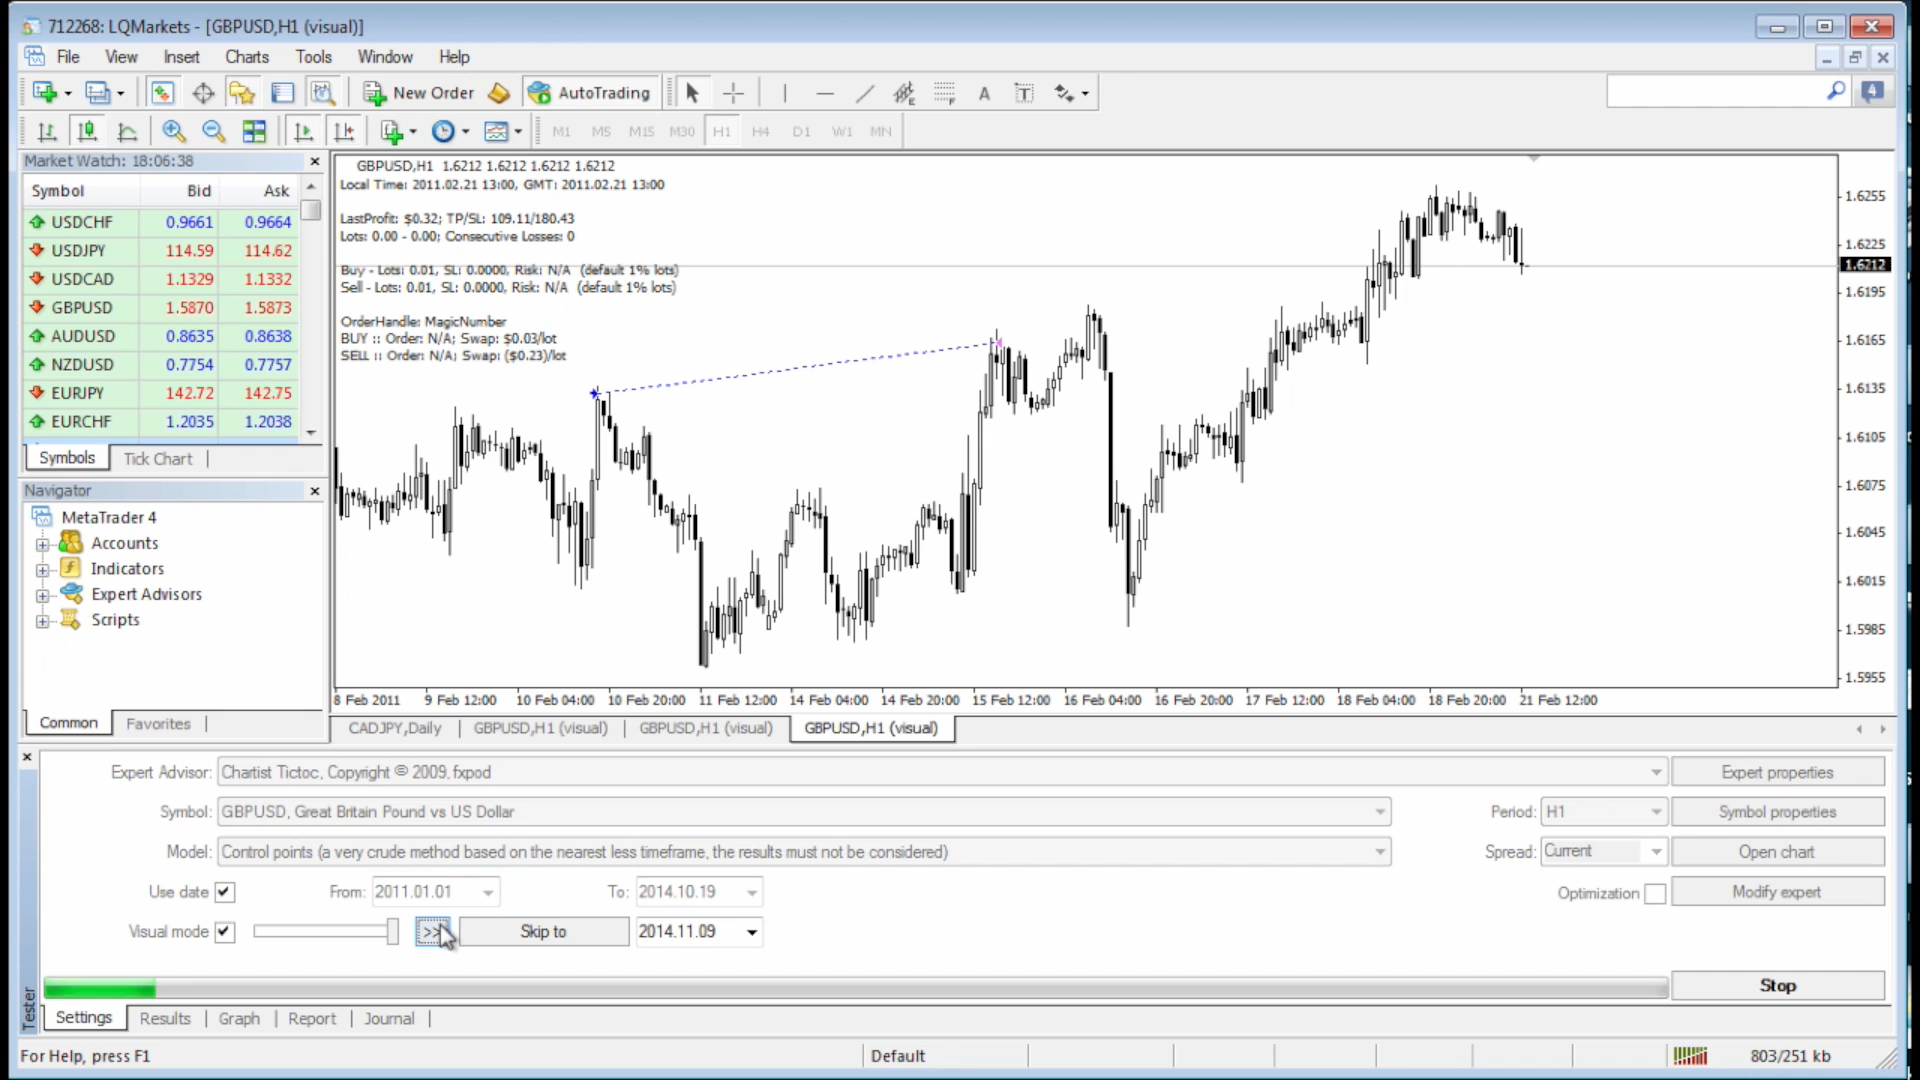 712268: LQMarkets - [GBPUSD,H1 (visual)]
File View Insert Charts Tools Window Help
New Order AutoTrading A T 4
M1 M5 M15 M30 H1 H4 D1 W1 MN
Market Watch: 18:06:38
Symbol Bid Ask
USDCHF 0.9661 0.9664
USDJPY 114.59 114.62
USDCAD 1.1329 1.1332
GBPUSD 1.5870 1.5873
AUDUSD 0.8635 0.8638
NZDUSD 0.7754 0.7757
EURJPY 142.72 142.75
EURCHF 1.2035 1.2038
Symbols Tick Chart
Navigator
MetaTrader 4
Accounts
Indicators
Expert Advisors
Scripts
Common Favorites
GBPUSD,H1 1.6212 1.6212 1.6212 1.6212
Local Time: 2011.02.21 13:00, GMT: 2011.02.21 13:00
LastProfit: $0.32; TP/SL: 109.11/180.43
Lots: 0.00 - 0.00; Consecutive Losses: 0
Buy - Lots: 0.01, SL: 0.0000, Risk: N/A (default 1% lots)
Sell - Lots: 0.01, SL: 0.0000, Risk: N/A (default 1% lots)
OrderHandle: MagicNumber
BUY :: Order: N/A; Swap: $0.03/lot
SELL :: Order: N/A; Swap: ($0.23)/lot
1.6255
1.6225
1.6212
1.6195
1.6165
1.6135
1.6105
1.6075
1.6045
1.6015
1.5985
1.5955
8 Feb 2011 9 Feb 12:00 10 Feb 04:00 10 Feb 20:00 11 Feb 12:00 14 Feb 04:00 14 Feb 20:00 15 Feb 12:00 16 Feb 04:00 16 Feb 20:00 17 Feb 12:00 18 Feb 04:00 18 Feb 20:00 21 Feb 12:00
CADJPY,Daily GBPUSD,H1 (visual) GBPUSD,H1 (visual) GBPUSD,H1 (visual)
Expert Advisor: Chartist Tictoc, Copyright © 2009, fxpod Expert properties
Symbol: GBPUSD, Great Britain Pound vs US Dollar Period: H1 Symbol properties
Model: Control points (a very crude method based on the nearest less timeframe, the results must not be considered) Spread: Current Open chart
Use date From: 2011.01.01 To: 2014.10.19 Optimization Modify expert
Visual mode >> Skip to 2014.11.09
Stop
Tester
Settings Results Graph Report Journal
For Help, press F1 Default 803/251 kb